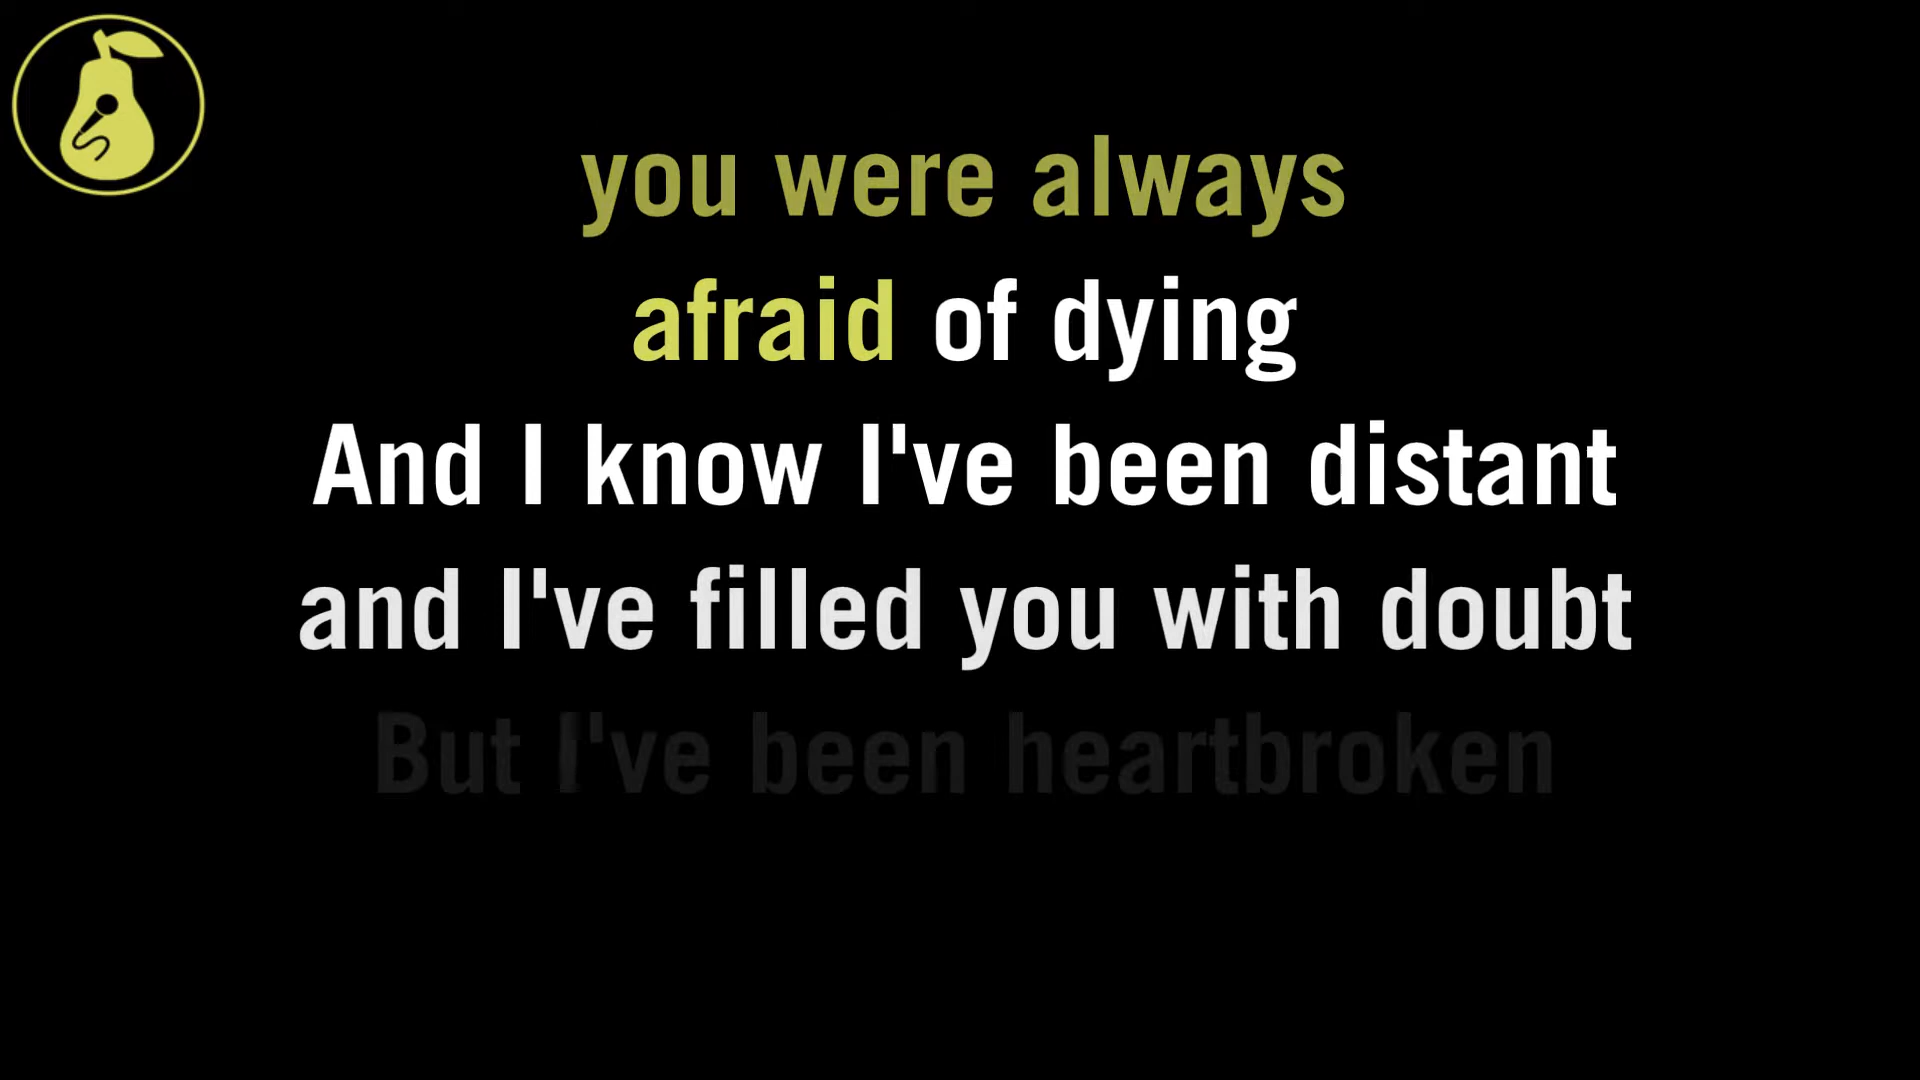 you were always
afraid of dying
And I know I've been distant
and I've filled you with doubt
But I've been heartbroken